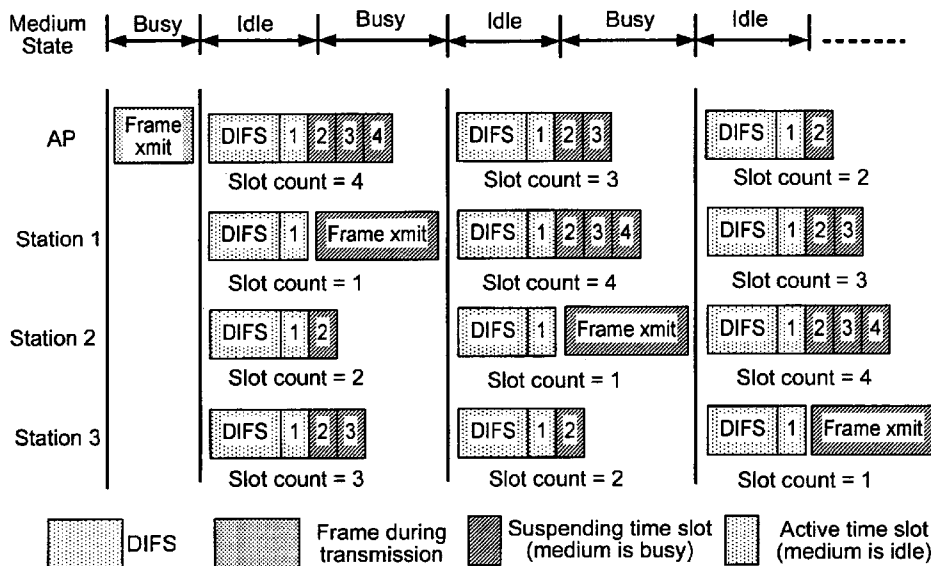 Medium State Busy Idle Busy Idle Busy Idle
AP Frame xmit DIFS 1 2 3 4 DIFS 1 2 3 DIFS 1 2
Slot count = 4 Slot count = 3 Slot count = 2
Station 1 DIFS 1 Frame xmit DIFS 1 2 3 4 DIFS 1 2 3
Slot count = 1 Slot count = 4 Slot count = 3
Station 2 DIFS 1 2 DIFS 1 Frame xmit DIFS 1 2 3 4
Slot count = 2 Slot count = 1 Slot count = 4
Station 3 DIFS 1 2 3 DIFS 1 2 DIFS 1 Frame xmit
Slot count = 3 Slot count = 2 Slot count = 1
DIFS
Frame during
transmission
Suspending time slot
(medium is busy)
Active time slot
(medium is idle)